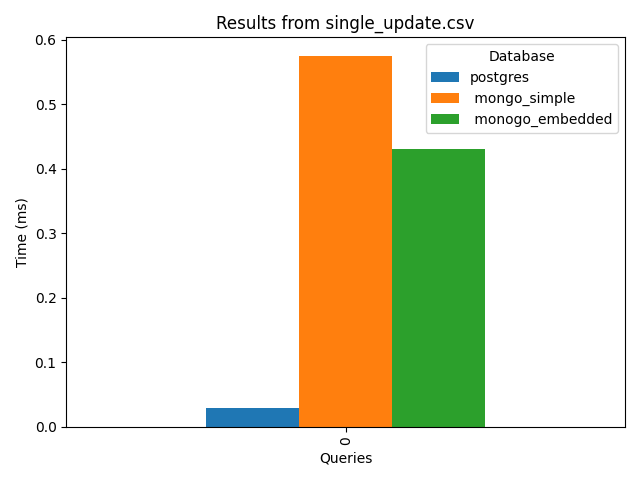 Results from single_update.csv
Database
postgres
mongo_simple
monogo_embedded
Time (ms)
0.6
0.5
0.4
0.3
0.2
0.1
0.0
0
Queries